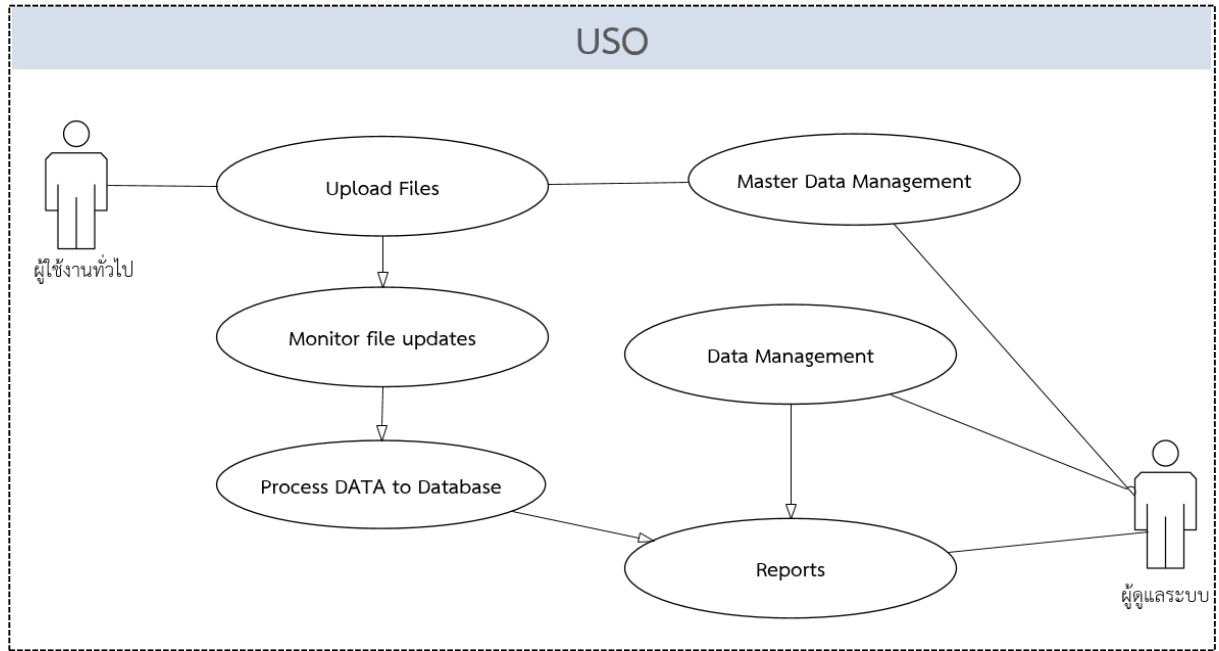 USO
Upload Files
Master Data Management
ผู้ใช้งานทั่วไป
Monitor file updates
Data Management
Process DATA to Database
Reports
ผู้ดูแลระบบ